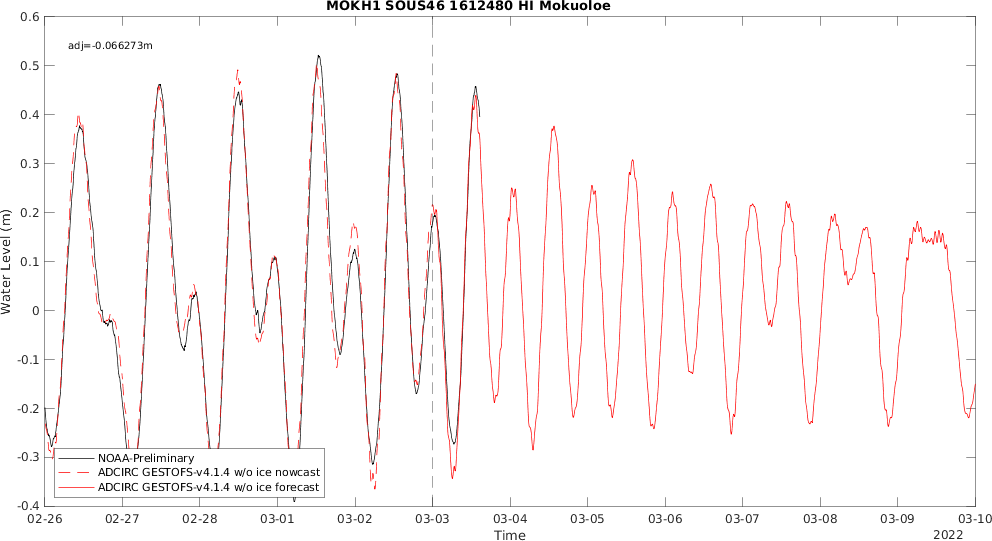 MOKH1 SOUS46 1612480 HI Mokuoloe
adj=-0.066273m
Water Level (m)
0.6
0.5
0.4
0.3
0.2
0.1
0
-0.1
-0.2
-0.3
-0.4
NOAA-Preliminary
ADCIRC GESTOFS-v4.1.4 w/o ice nowcast
ADCIRC GESTOFS-v4.1.4 w/o ice forecast
02-26 02-27 02-28 03-01 03-02 03-03 03-04 03-05 03-06 03-07 03-08 03-09 03-10
Time
2022